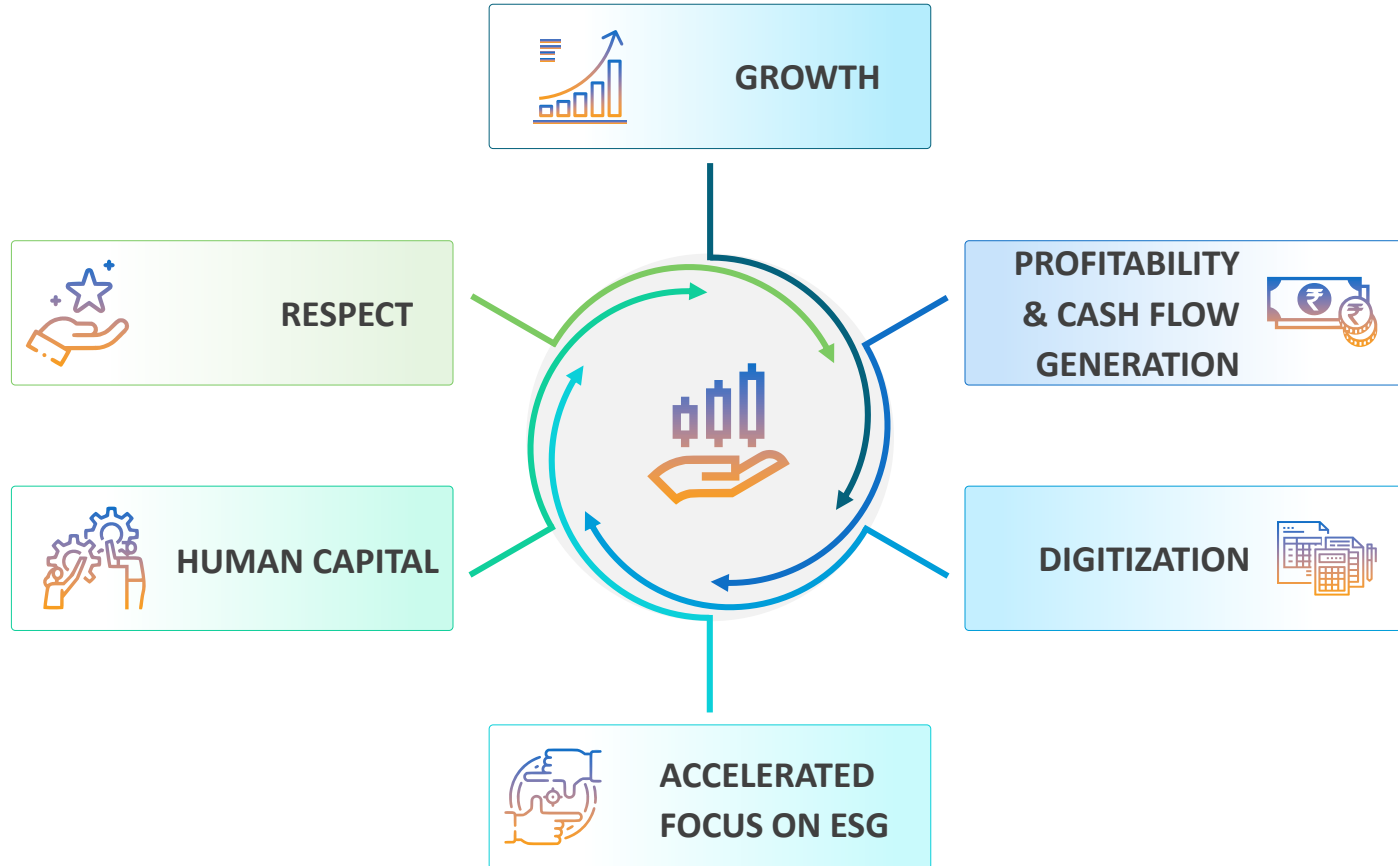 GROWTH
PROFITABILITY
& CASH FLOW
GENERATION
DIGITIZATION
ACCELERATED
FOCUS ON ESG
HUMAN CAPITAL
RESPECT
₹
₹